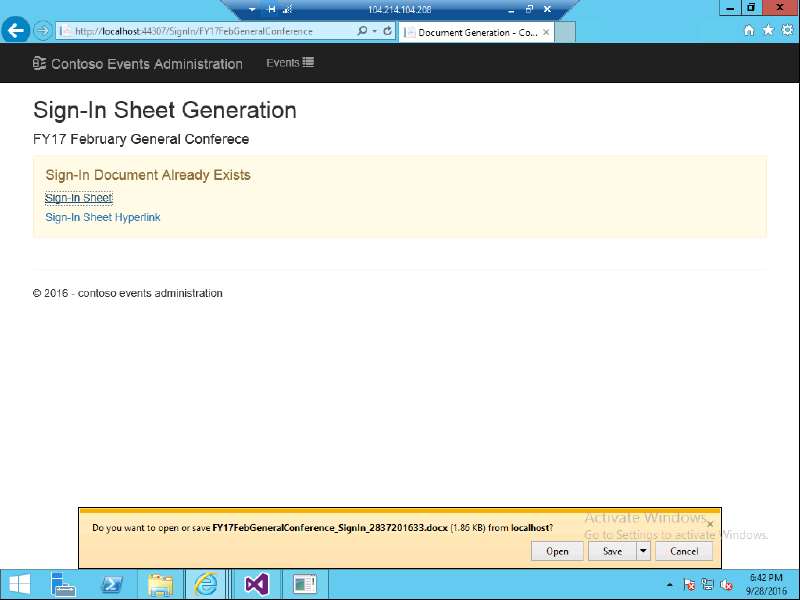 104.214.104.208
http://localhost:44307/SignIn/FY17FebGeneralConference
Document Generation - Co...
Contoso Events Administration
Events
Sign-In Sheet Generation
FY17 February General Conferece
Sign-In Document Already Exists
Sign-In Sheet
Sign-In Sheet Hyperlink
© 2016 - contoso events administration
Activate Windows
Go to Settings to activate Windows.
Do you want to open or save FY17FebGeneralConference_SignIn_2837201633.docx (1.86 KB) from localhost?
Open
Save
Cancel
6:42 PM
9/28/2016